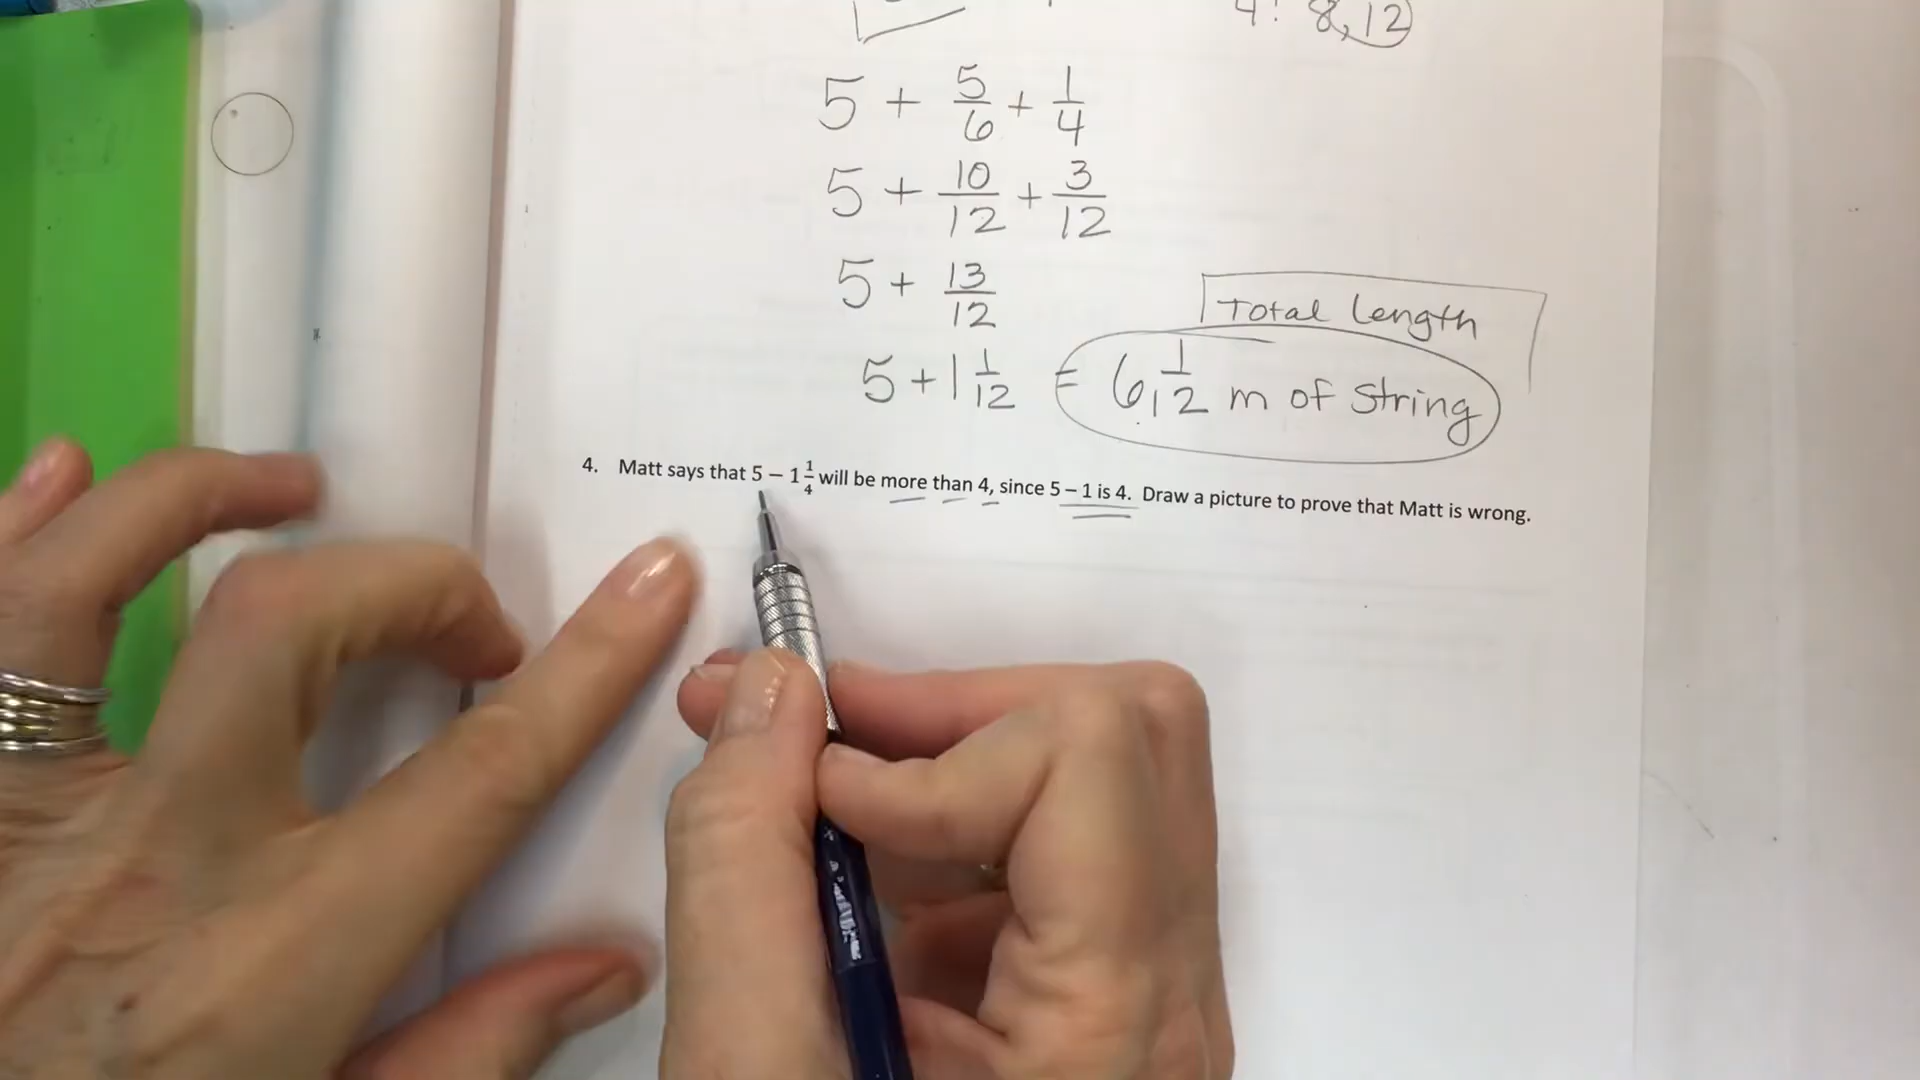 4: 8, 12
5 + 5/6 + 1/4
5 + 10/12 + 3/12
5 + 13/12
Total Length
5 + 1 1/12 = 6 1/12 m of string
4. Matt says that 5 – 1 1/4 will be more than 4, since 5 – 1 is 4. Draw a picture to prove that Matt is wrong.